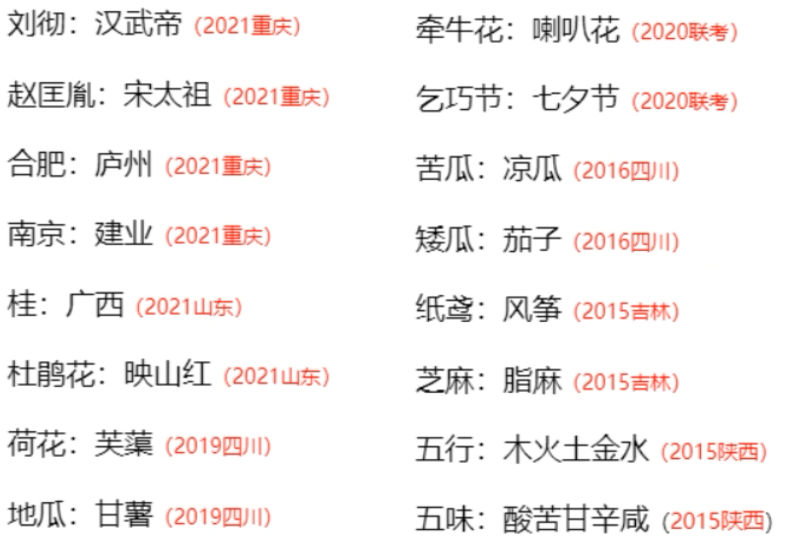 刘彻：汉武帝（2021重庆）
赵匡胤：宋太祖（2021重庆）
合肥：庐州（2021重庆）
南京：建业（2021重庆）
桂：广西（2021山东）
杜鹃花：映山红（2021山东）
荷花：芙蕖（2019四川）
地瓜：甘薯（2019四川）
牵牛花：喇叭花（2020联考）
乞巧节：七夕节（2020联考）
苦瓜：凉瓜（2016四川）
矮瓜：茄子（2016四川）
纸鸢：风筝（2015吉林）
芝麻：脂麻（2015吉林）
五行：木火土金水（2015陕西）
五味：酸苦甘辛咸（2015陕西）